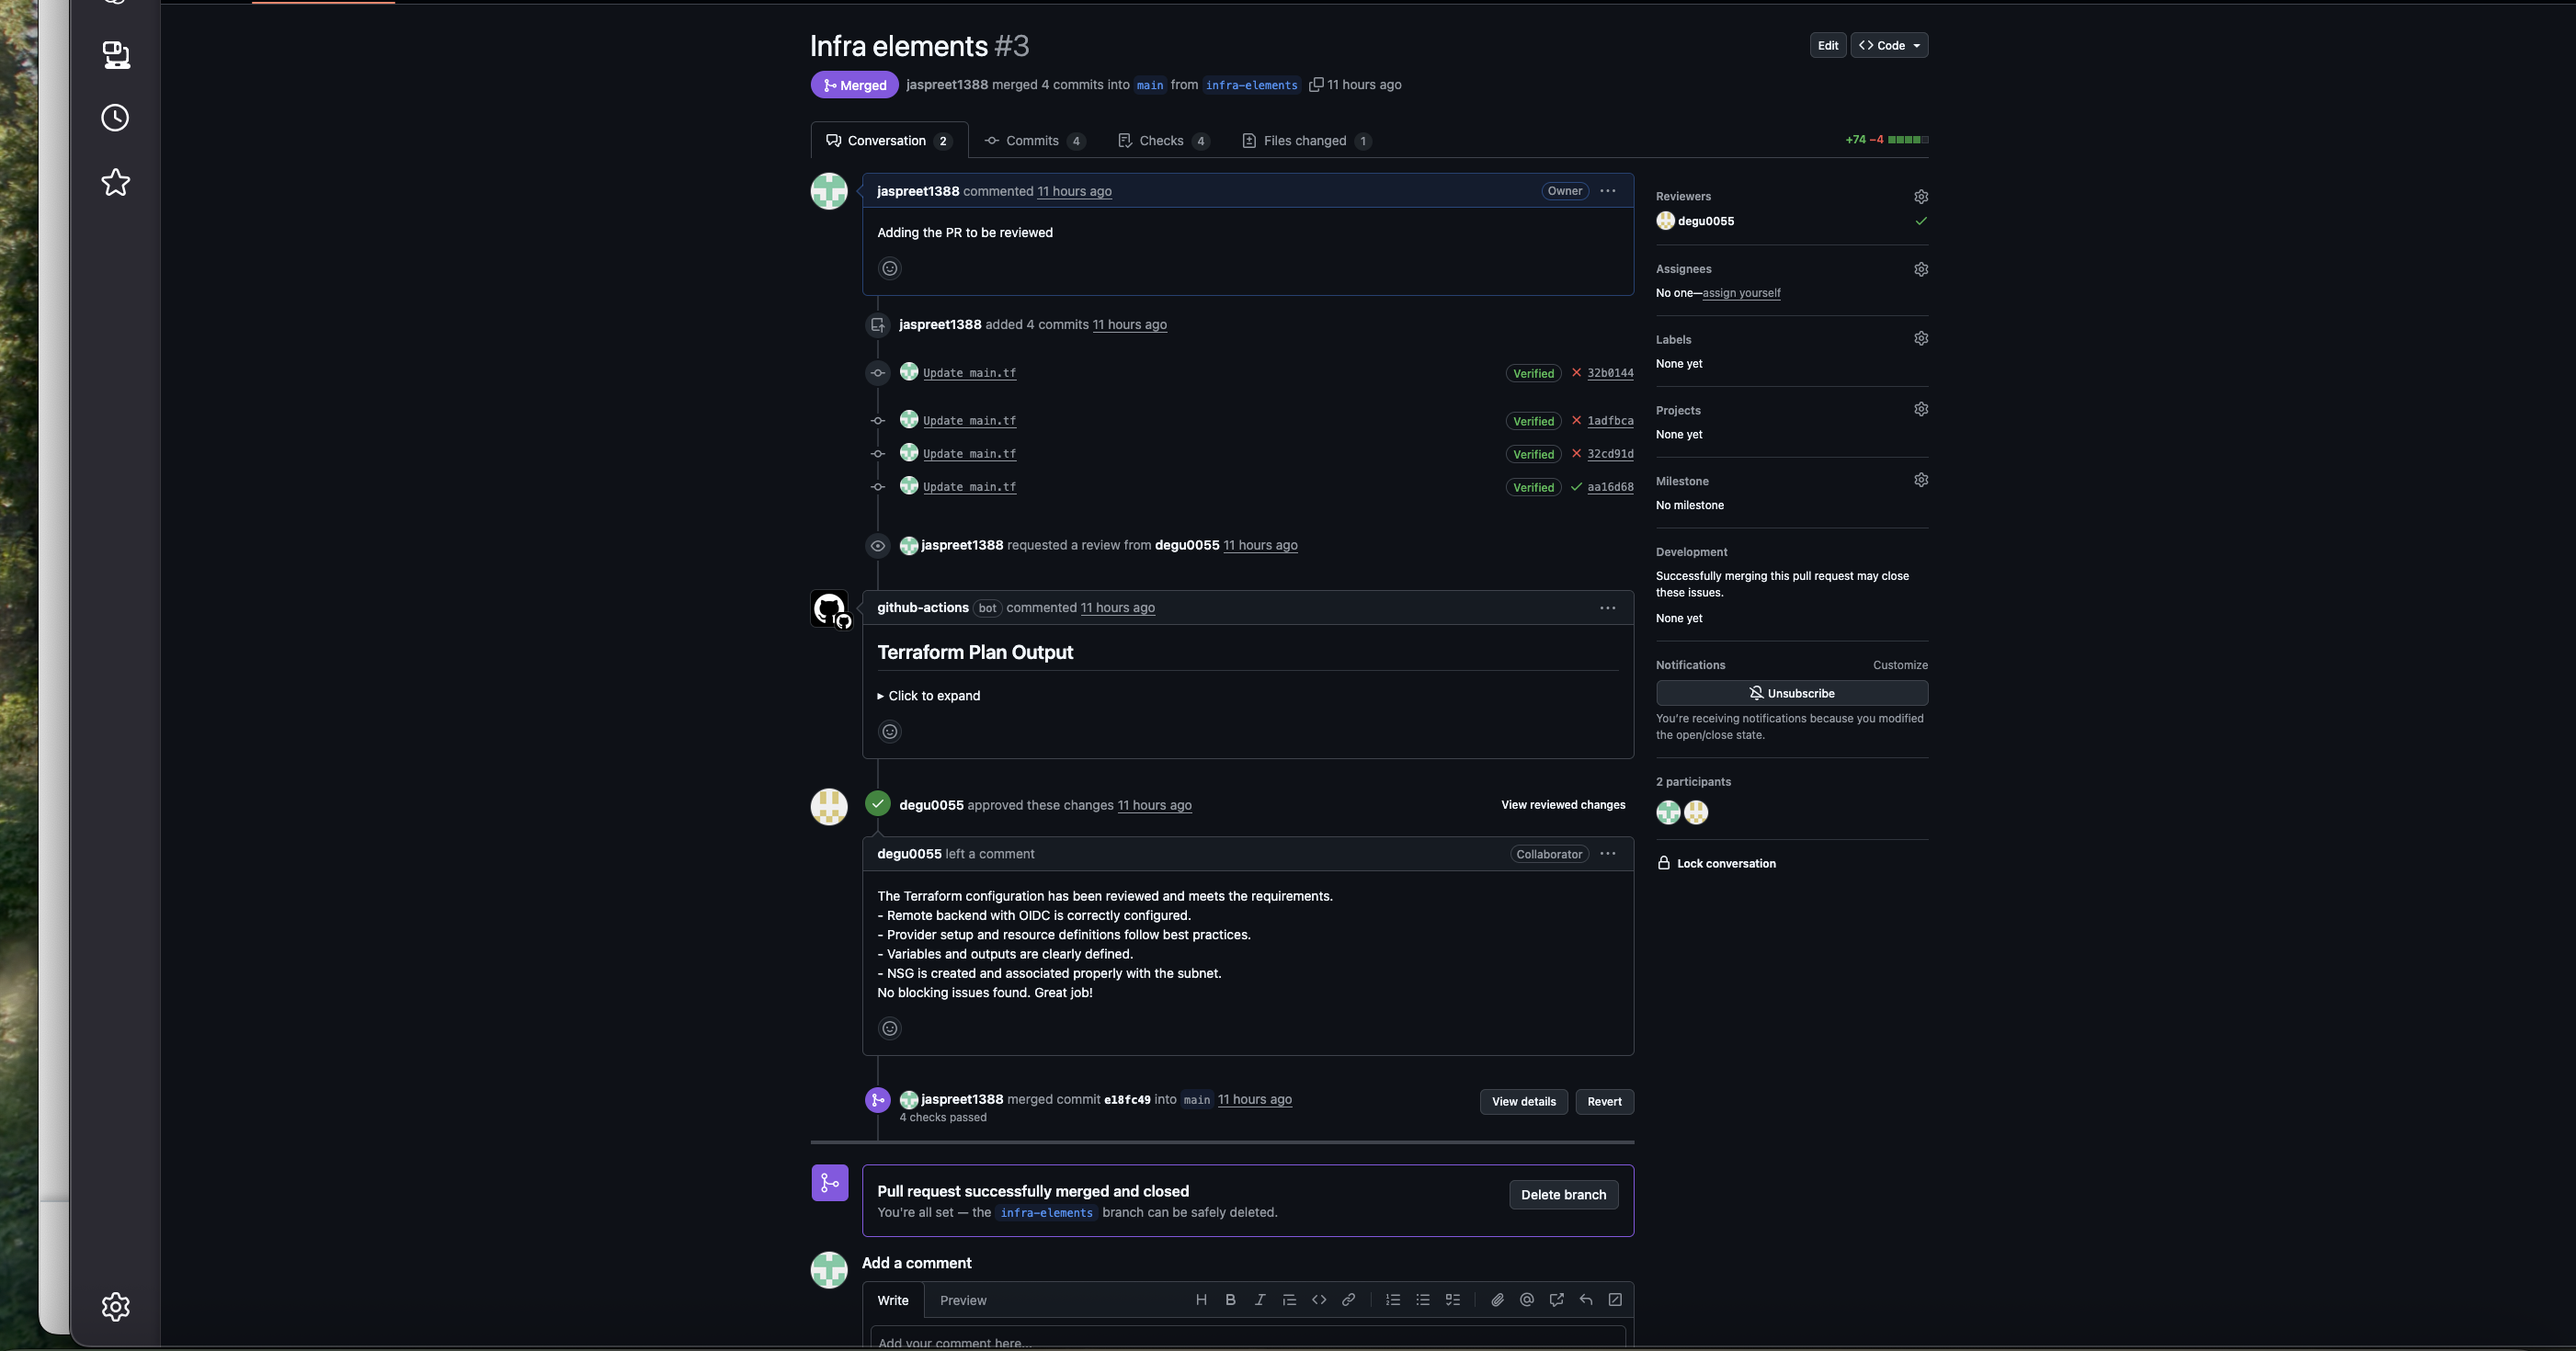 Infra elements #3
Edit
Code
Merged
jaspreet1388 merged 4 commits into main from infra-elements 11 hours ago
Conversation 2
Commits 4
Checks 4
Files changed 1
+74 −4
jaspreet1388 commented 11 hours ago
Owner
Adding the PR to be reviewed
jaspreet1388 added 4 commits 11 hours ago
Update main.tf
Verified
32b0144
Update main.tf
Verified
1adfbca
Update main.tf
Verified
32cd91d
Update main.tf
Verified
aa16d68
jaspreet1388 requested a review from degu0055 11 hours ago
github-actions bot commented 11 hours ago
Terraform Plan Output
Click to expand
degu0055 approved these changes 11 hours ago
View reviewed changes
degu0055 left a comment
Collaborator
The Terraform configuration has been reviewed and meets the requirements.
- Remote backend with OIDC is correctly configured.
- Provider setup and resource definitions follow best practices.
- Variables and outputs are clearly defined.
- NSG is created and associated properly with the subnet.
No blocking issues found. Great job!
jaspreet1388 merged commit e18fc49 into main 11 hours ago
4 checks passed
View details
Revert
Pull request successfully merged and closed
You're all set — the infra-elements branch can be safely deleted.
Delete branch
Add a comment
Write
Preview
Add your comment here...
Reviewers
degu0055
Assignees
No one—assign yourself
Labels
None yet
Projects
None yet
Milestone
No milestone
Development
Successfully merging this pull request may close
these issues.
None yet
Notifications
Customize
Unsubscribe
You're receiving notifications because you modified
the open/close state.
2 participants
Lock conversation